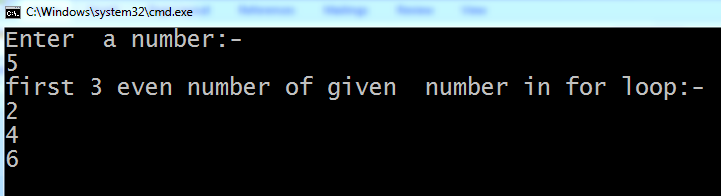 C:\Windows\system32\cmd.exe
Enter  a number:-
5
first 3 even number of given  number in for loop:-
2
4
6